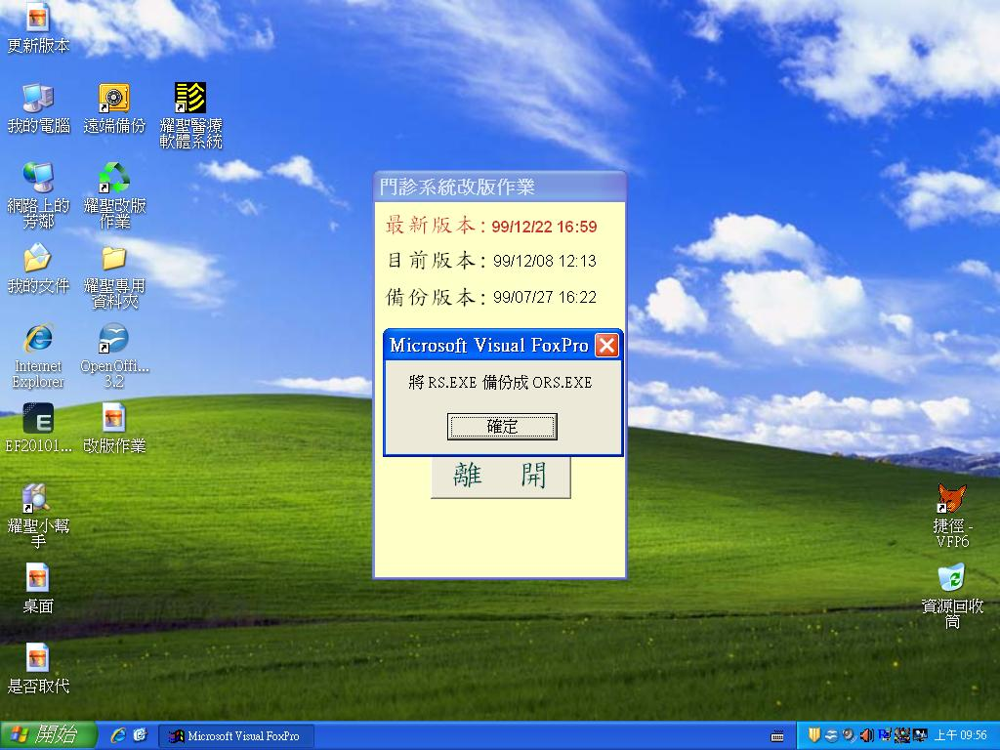 更新版本
我的電腦
遠端備份
耀聖醫療
軟體系統
網路上的
芳鄰
耀聖改版
作業
我的文件
耀聖專用
資料夾
Internet
Explorer
OpenOffi...
3.2
E
EF20101...
改版作業
耀聖小幫
手
桌面
是否取代
診
門診系統改版作業
最新版本: 99/12/22 16:59
目前版本: 99/12/08 12:13
備份版本: 99/07/27 16:22
Microsoft Visual FoxPro
將 RS.EXE 備份成 ORS.EXE
確定
離 開
捷徑 -
VFP6
資源回收
筒
開始
Microsoft Visual FoxPro
上午 09:56